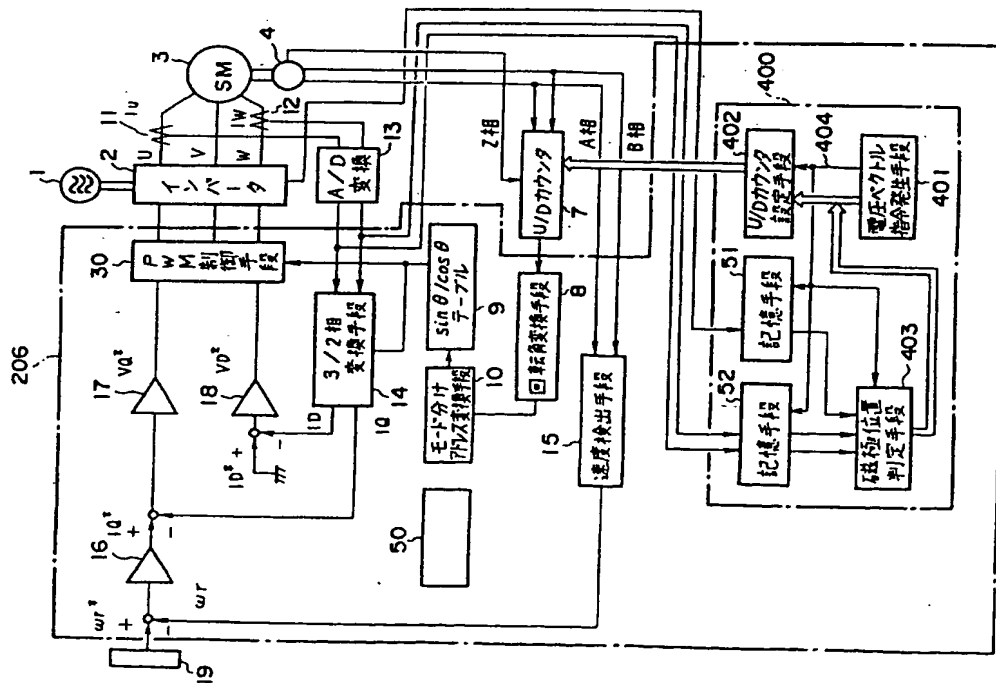 206
19
ωr*
+
-
ωr
16
IQ*
+
-
17
VQ*
18
VD*
ID*
+
-
ID
IQ
30
PWM制御手段
1
2
インバータ
U
V
W
11
iu
iW
12
3
SM
4
A/D
変換
13
3/2相
変換手段
14
sinθ/cosθ
テーブル
9
モード分け
アドレス変換手段
10
回転角変換手段
8
U/Dカウンタ
7
Z相
A相
B相
速度検出手段
15
50
400
U/Dカウンタ
設定手段
402
404
電圧ベクトル
指令発生手段
401
記憶手段
51
記憶手段
52
磁極位置
判定手段
403